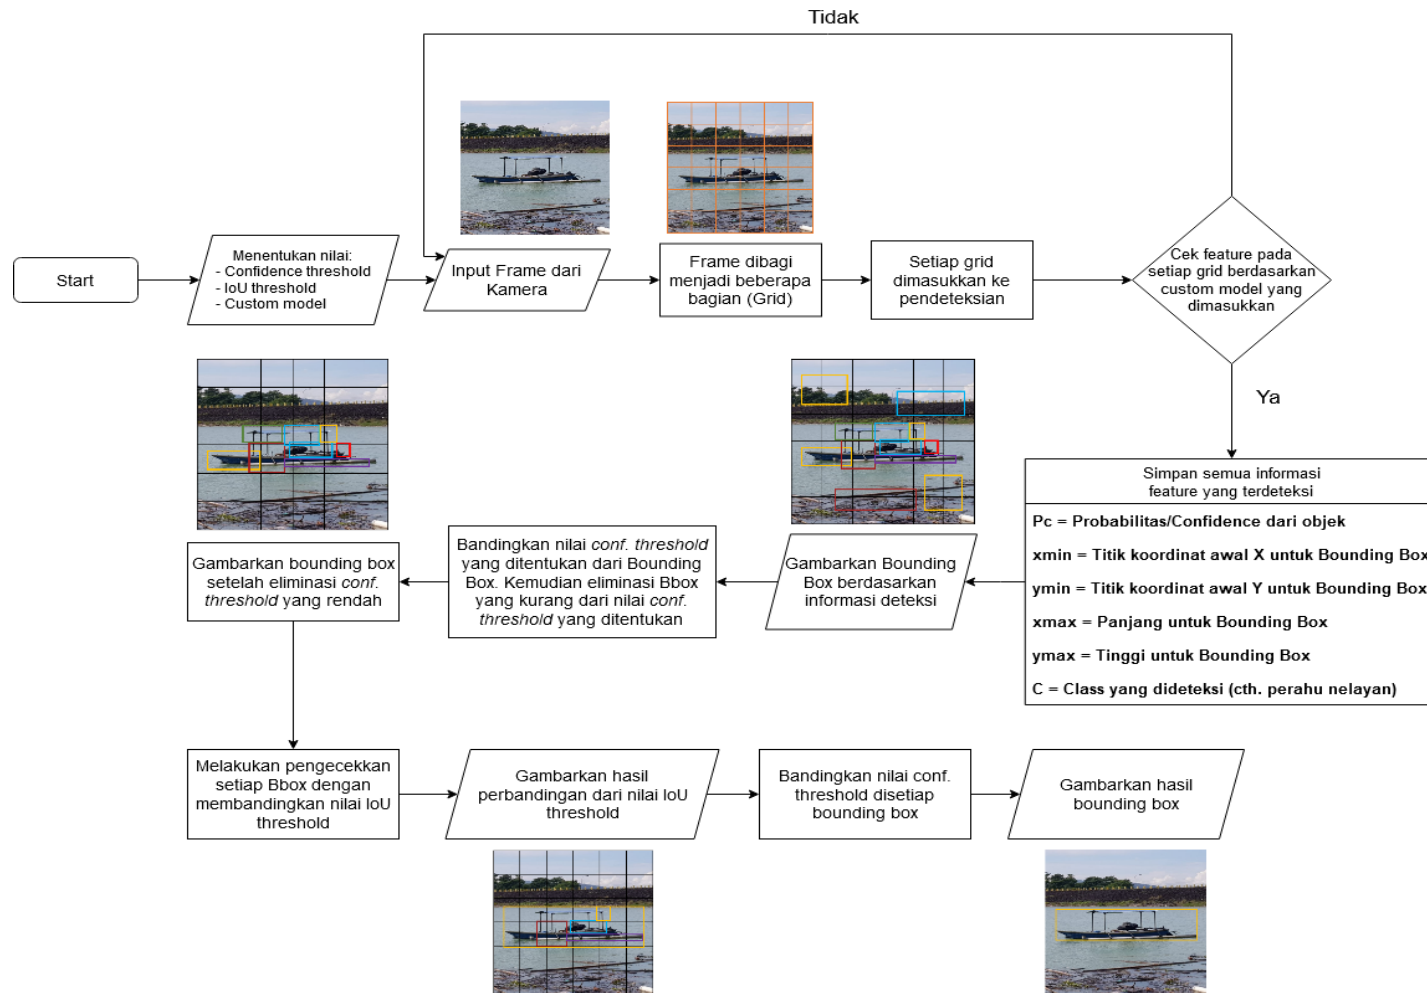 Tidak
Start
Menentukan nilai:
- Confidence threshold
- IoU threshold
- Custom model
Input Frame dari
Kamera
Frame dibagi
menjadi beberapa
bagian (Grid)
Setiap grid
dimasukkan ke
pendeteksian
Cek feature pada
setiap grid berdasarkan
custom model yang
dimasukkan
Ya
Simpan semua informasi
feature yang terdeteksi
Pc = Probabilitas/Confidence dari objek
xmin = Titik koordinat awal X untuk Bounding Box
ymin = Titik koordinat awal Y untuk Bounding Box
xmax = Panjang untuk Bounding Box
ymax = Tinggi untuk Bounding Box
C = Class yang dideteksi (cth. perahu nelayan)
Gambarkan Bounding
Box berdasarkan
informasi deteksi
Bandingkan nilai conf. threshold
yang ditentukan dari Bounding
Box. Kemudian eliminasi Bbox
yang kurang dari nilai conf.
threshold yang ditentukan
Gambarkan bounding box
setelah eliminasi conf.
threshold yang rendah
Melakukan pengecekkan
setiap Bbox dengan
membandingkan nilai IoU
threshold
Gambarkan hasil
perbandingan dari nilai IoU
threshold
Bandingkan nilai conf.
threshold disetiap
bounding box
Gambarkan hasil
bounding box